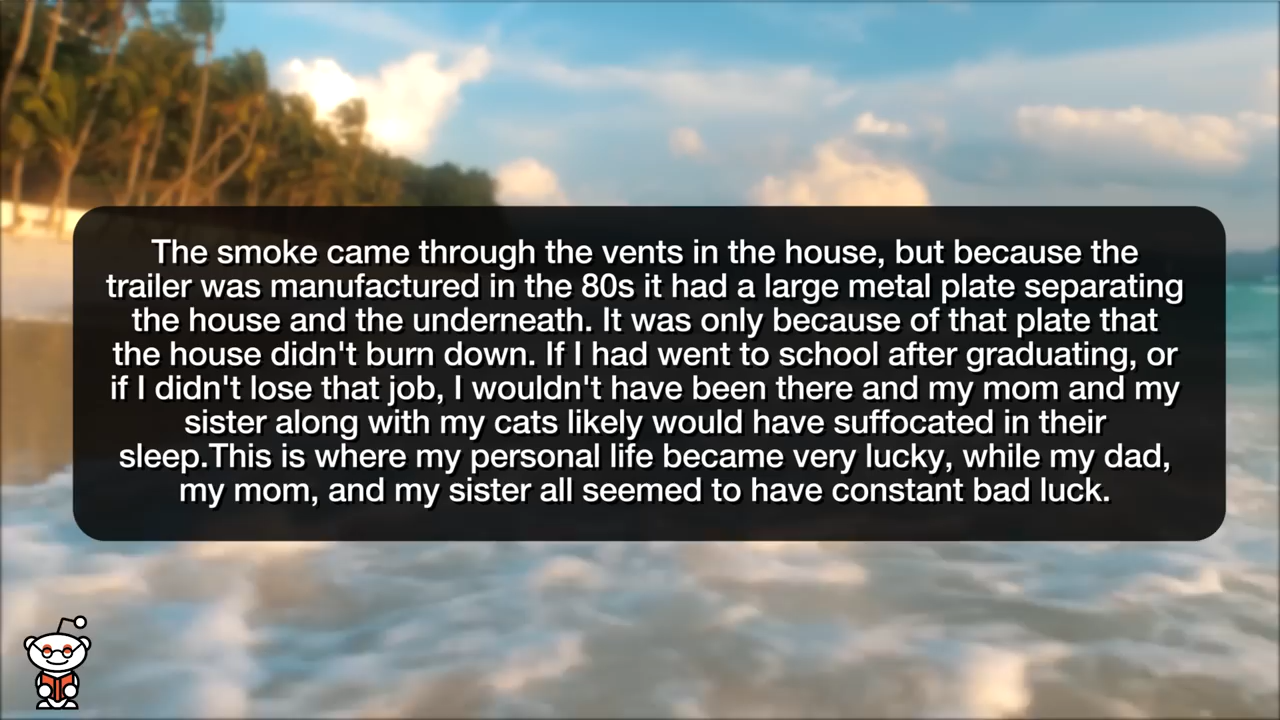 The smoke came through the vents in the house, but because the
trailer was manufactured in the 80s it had a large metal plate separating
the house and the underneath. It was only because of that plate that
the house didn't burn down. If I had went to school after graduating, or
if I didn't lose that job, I wouldn't have been there and my mom and my
sister along with my cats likely would have suffocated in their
sleep.This is where my personal life became very lucky, while my dad,
my mom, and my sister all seemed to have constant bad luck.